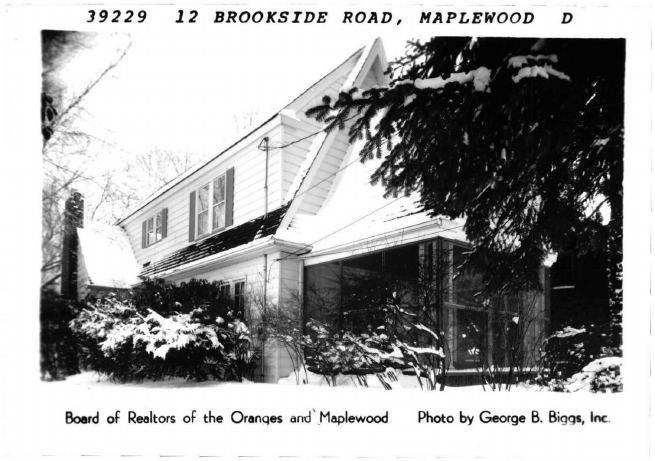 39229 12 BROOKSIDE ROAD, MAPLEWOOD D
Board of Realtors of the Oranges and Maplewood Photo by George B. Biggs, Inc.